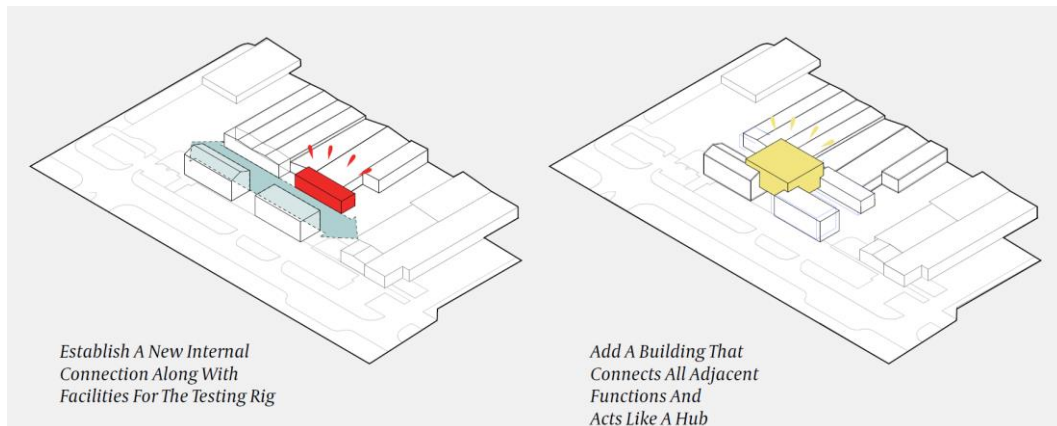 Establish A New Internal
Connection Along With
Facilities For The Testing Rig
Add A Building That
Connects All Adjacent
Functions And
Acts Like A Hub